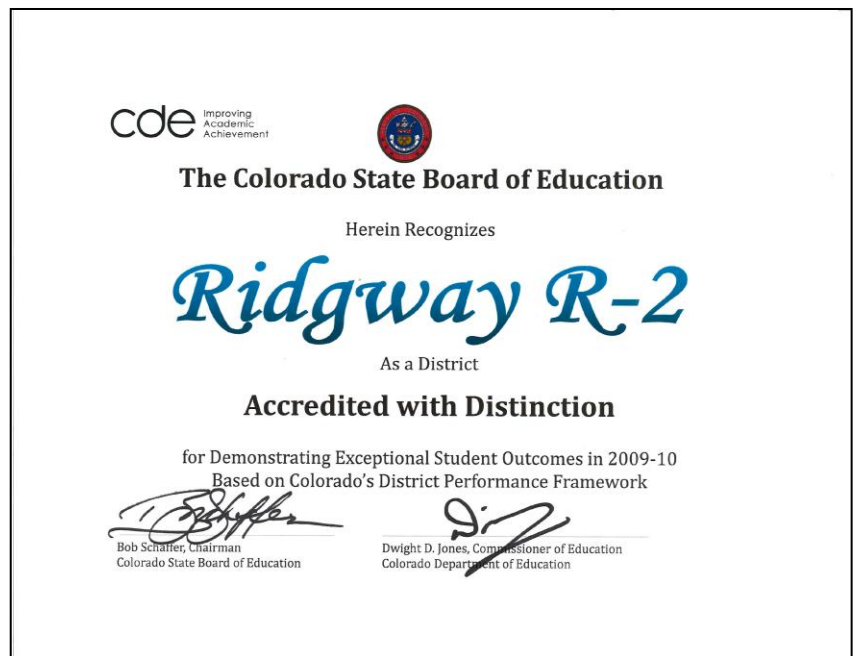 cde Improving
Academic
Achievement
The Colorado State Board of Education
Herein Recognizes
Ridgway R-2
As a District
Accredited with Distinction
for Demonstrating Exceptional Student Outcomes in 2009-10
Based on Colorado's District Performance Framework
Bob Schaffer, Chairman
Colorado State Board of Education
Dwight D. Jones, Commissioner of Education
Colorado Department of Education